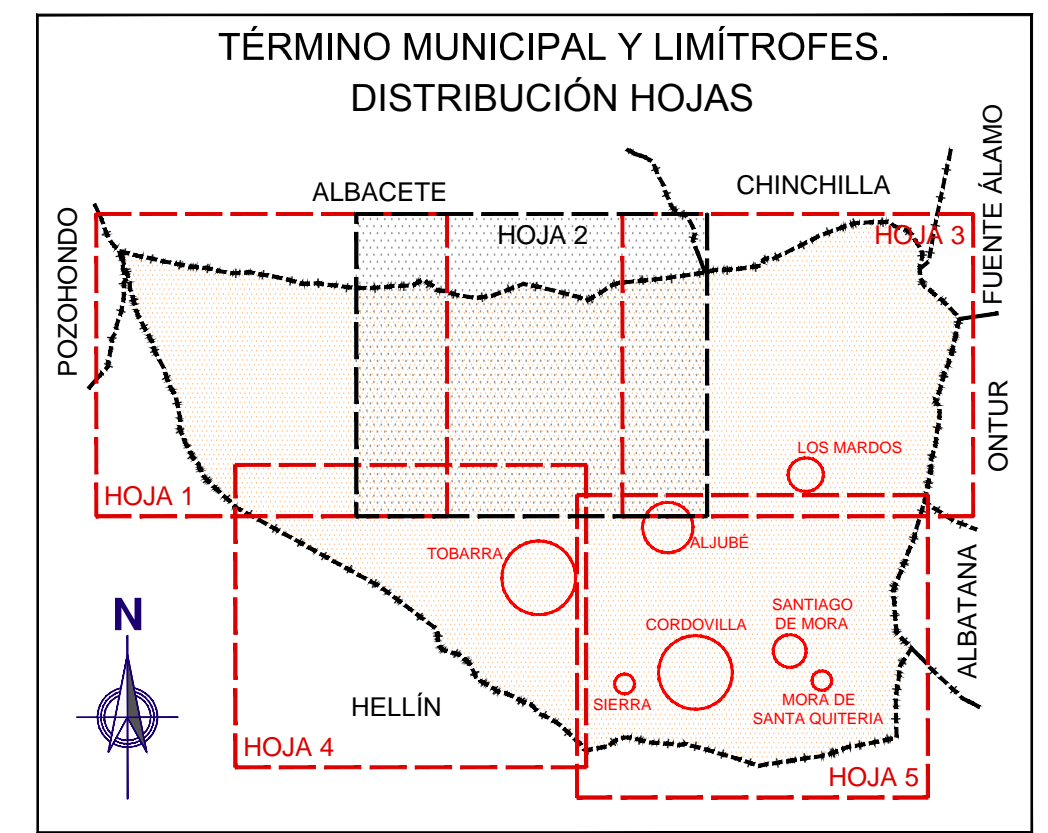 TÉRMINO MUNICIPAL Y LIMÍTROFES.
DISTRIBUCIÓN HOJAS
ALBACETE
CHINCHILLA
FUENTE ÁLAMO
POZOHONDO
HOJA 2
HOJA 3
ONTUR
LOS MARDOS
HOJA 1
ALJUBÉ
TOBARRA
SANTIAGO
DE MORA
CORDOVILLA
ALBATANA
N
SIERRA
MORA DE
SANTA QUITERIA
HELLÍN
HOJA 4
HOJA 5